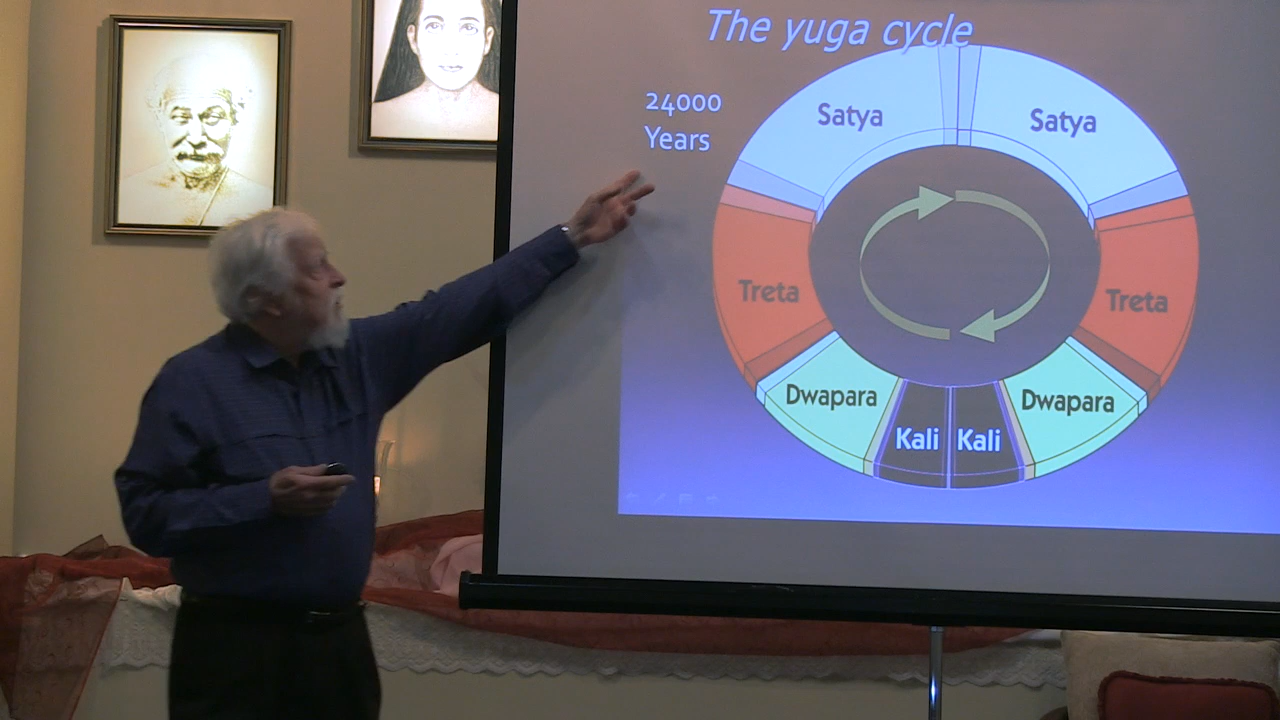 The yuga cycle
24000
Years
Satya
Satya
Treta
Treta
Dwapara
Dwapara
Kali
Kali